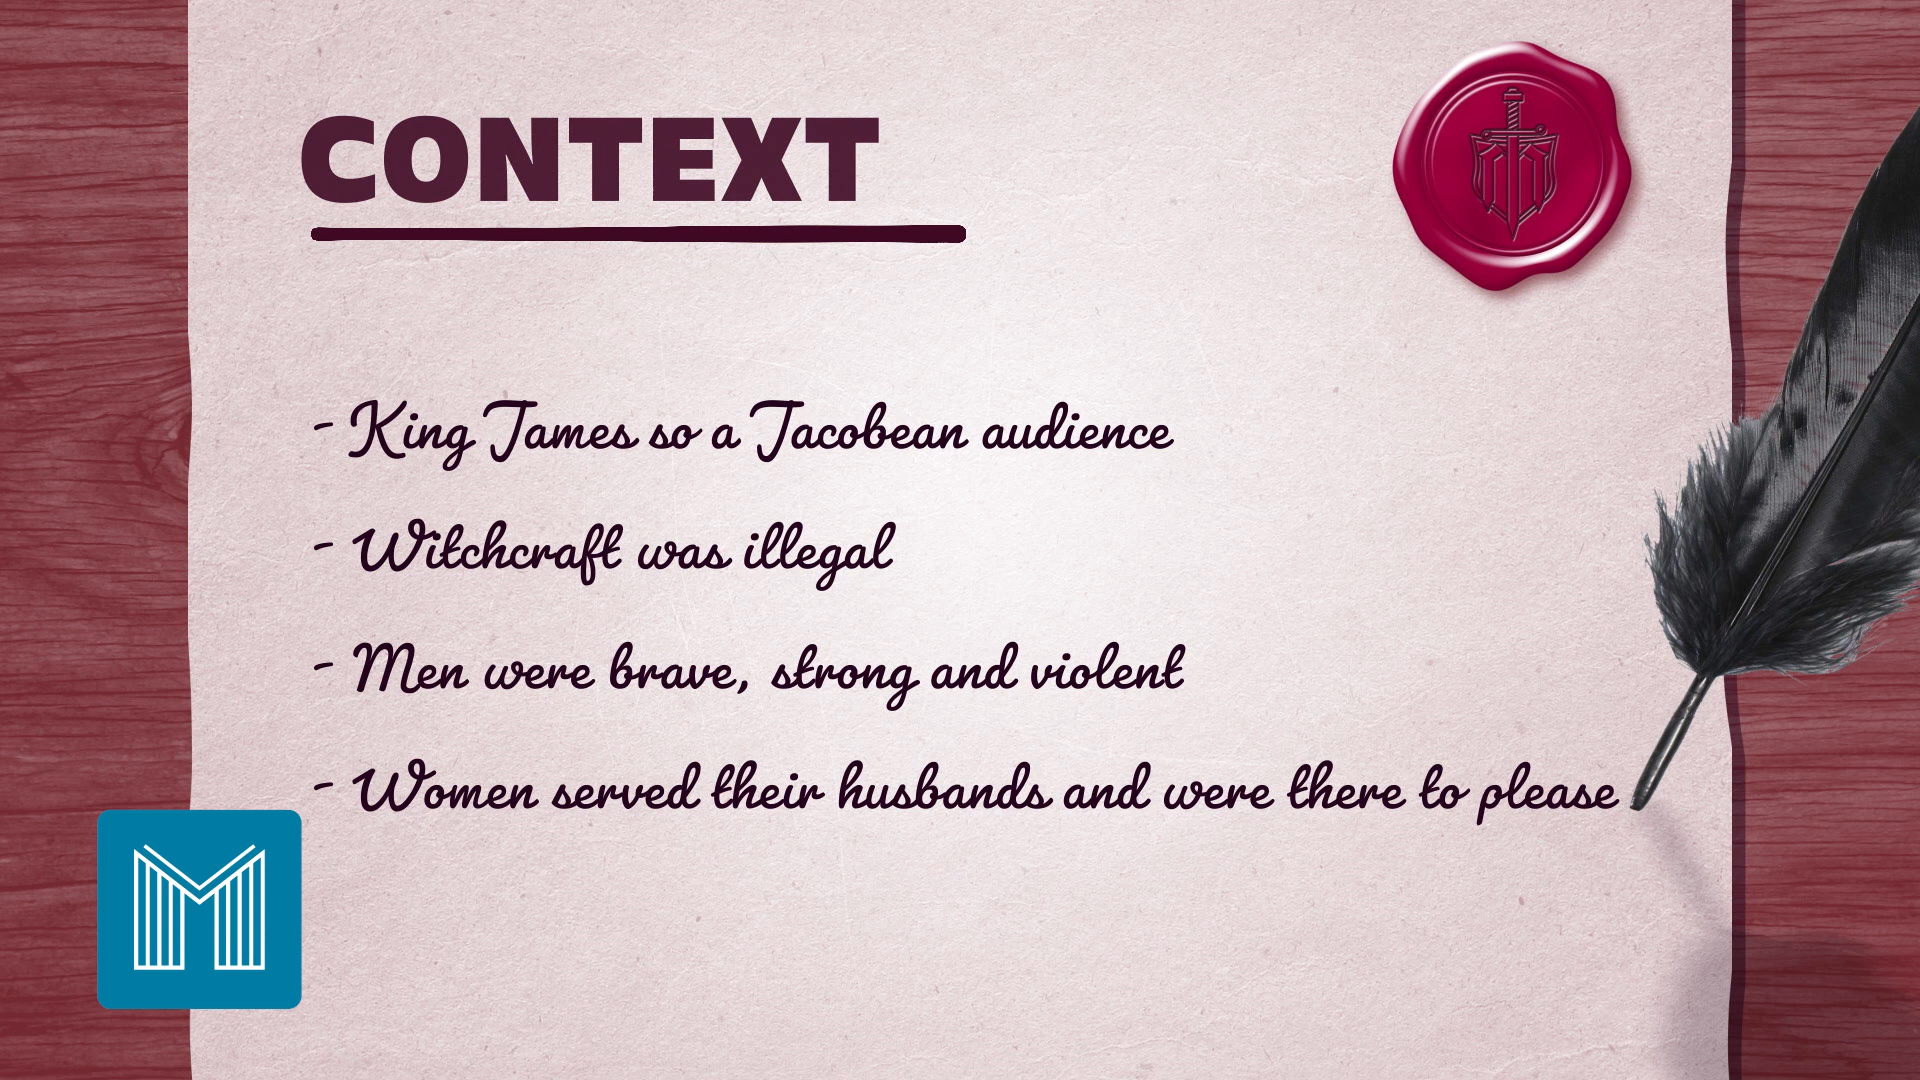 CONTEXT
- King James so a Jacobean audience
- Witchcraft was illegal
- Men were brave, strong and violent
- Women served their husbands and were there to please
M